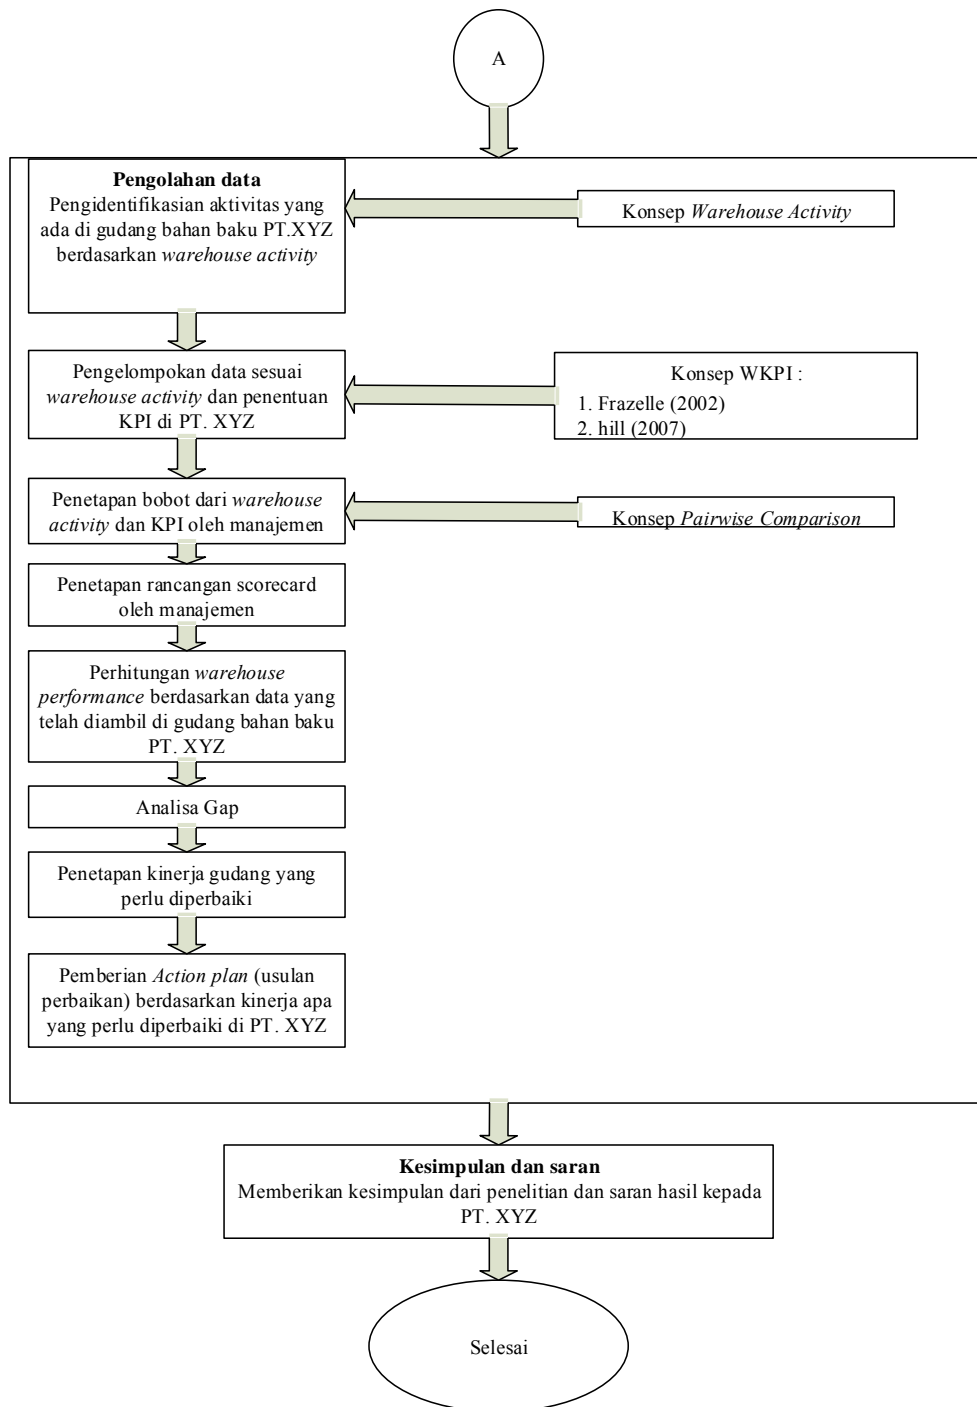 A
Pengolahan data
Pengidentifikasian aktivitas yang
ada di gudang bahan baku PT.XYZ
berdasarkan warehouse activity
Konsep Warehouse Activity
Pengelompokan data sesuai
warehouse activity dan penentuan
KPI di PT. XYZ
Konsep WKPI :
1. Frazelle (2002)
2. hill (2007)
Penetapan bobot dari warehouse
activity dan KPI oleh manajemen
Konsep Pairwise Comparison
Penetapan rancangan scorecard
oleh manajemen
Perhitungan warehouse
performance berdasarkan data yang
telah diambil di gudang bahan baku
PT. XYZ
Analisa Gap
Penetapan kinerja gudang yang
perlu diperbaiki
Pemberian Action plan (usulan
perbaikan) berdasarkan kinerja apa
yang perlu diperbaiki di PT. XYZ
Kesimpulan dan saran
Memberikan kesimpulan dari penelitian dan saran hasil kepada
PT. XYZ
Selesai